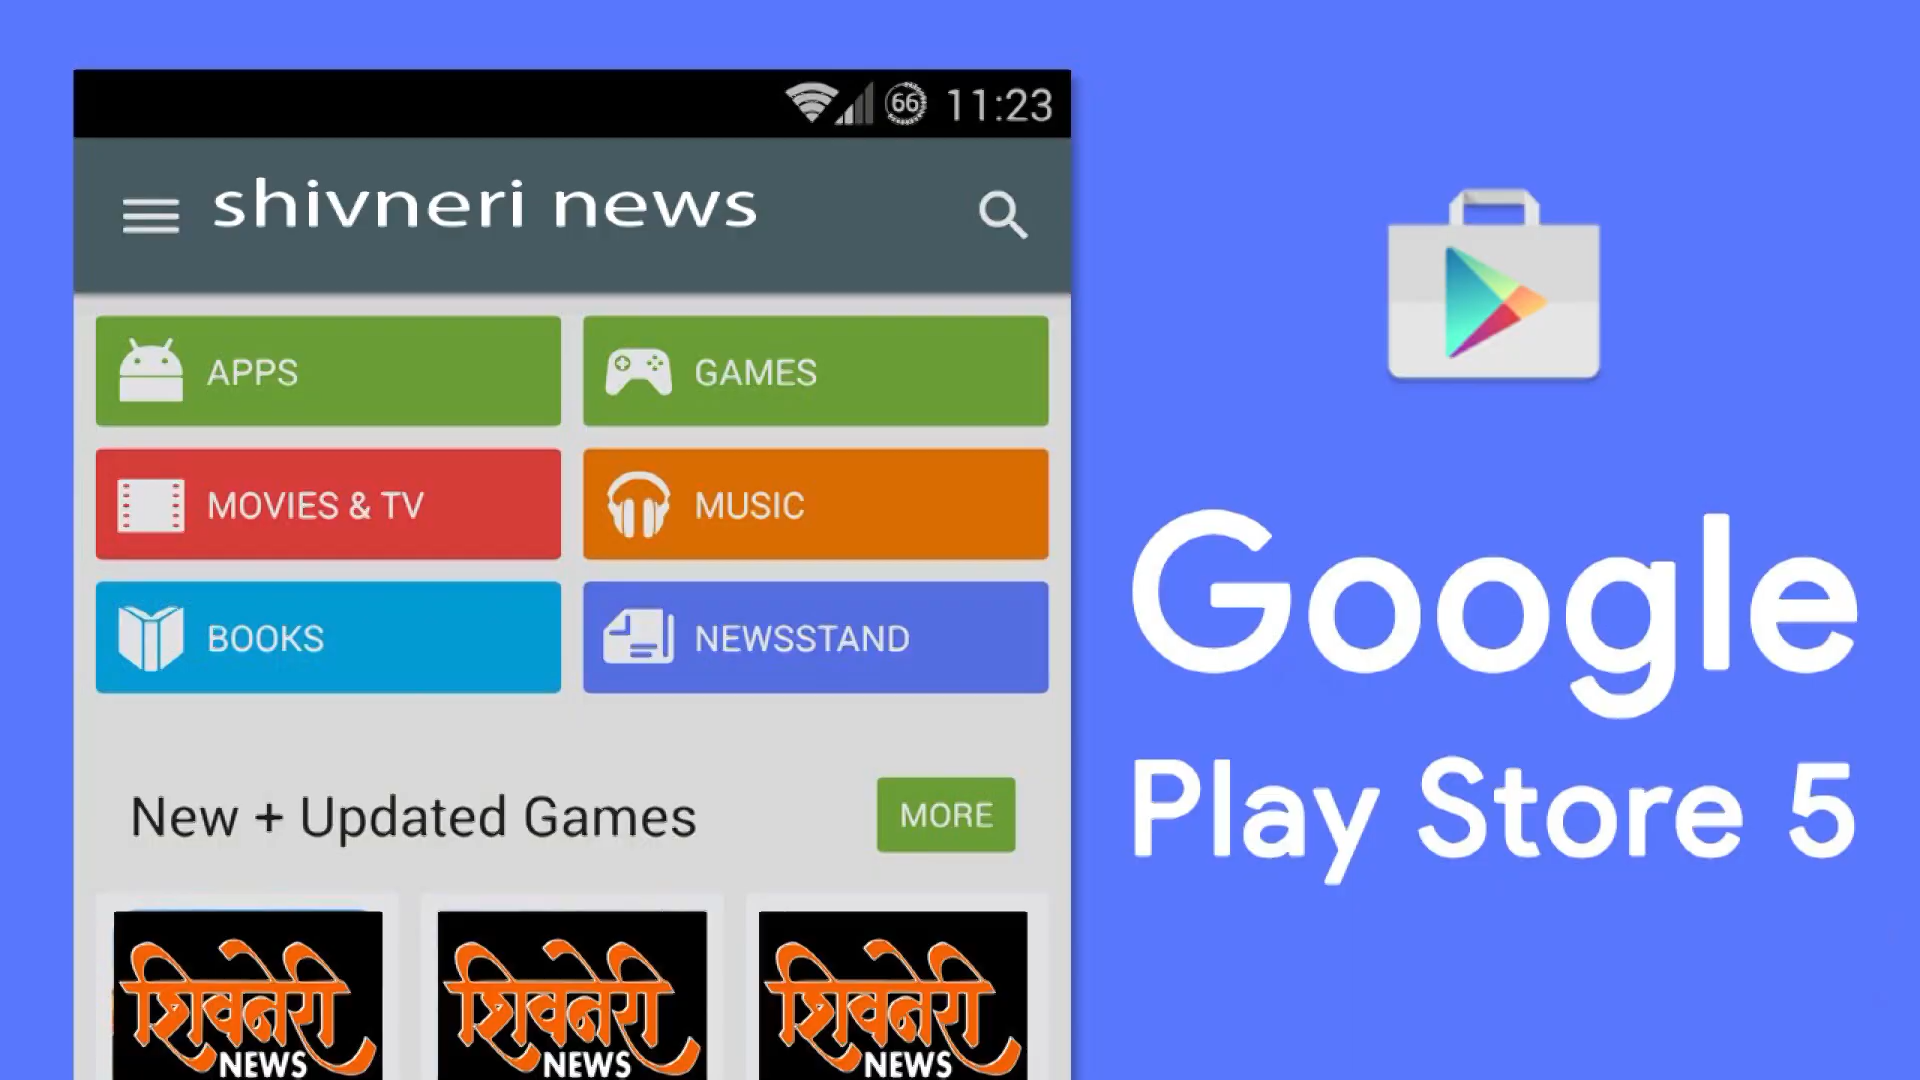 66 11:23
shivneri news
APPS
GAMES
MOVIES & TV
MUSIC
BOOKS
NEWSSTAND
New + Updated Games
MORE
शिवनेरी
NEWS
शिवनेरी
NEWS
शिवनेरी
NEWS
Google
Play Store 5